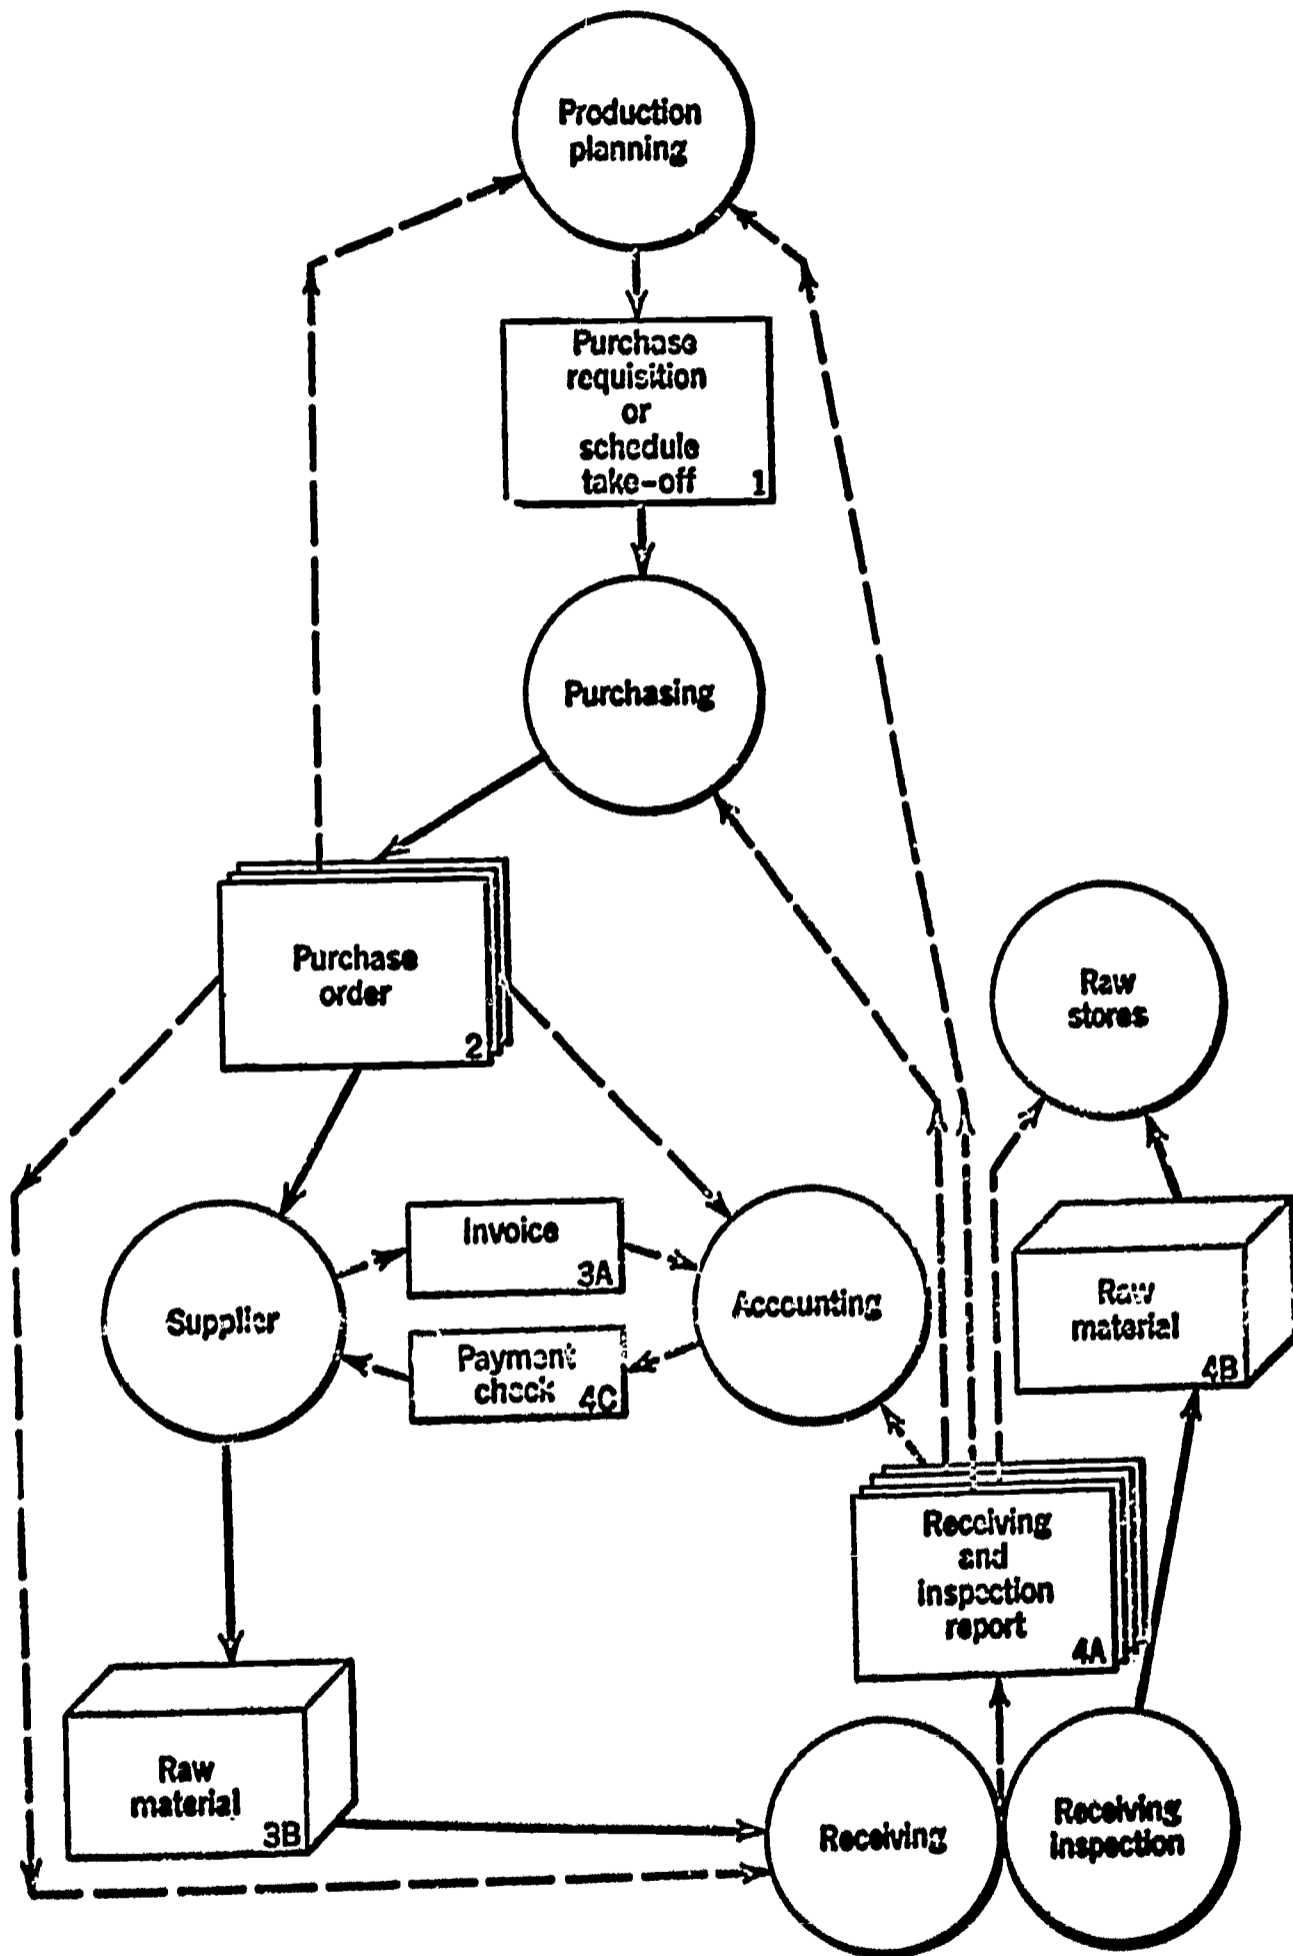 Production
planning
Purchase
requisition
or
schedule
take-off
1
Purchasing
Purchase
order
2
Raw
stores
Invoice
3A
Supplier
Accounting
Payment
check
4C
Raw
material
4B
Receiving
and
inspection
report
4A
Raw
material
3B
Receiving
Receiving
inspection